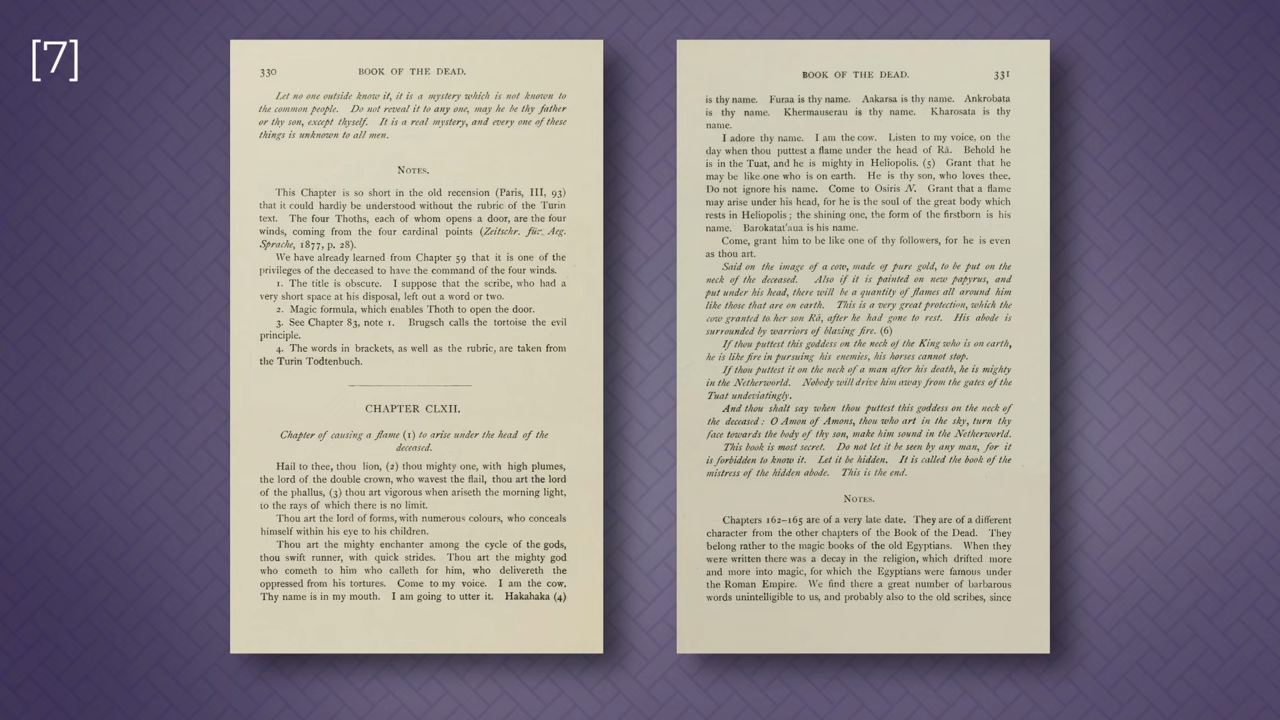 [7]
330
BOOK OF THE DEAD.
Let no one outside know it, it is a mystery which is not known to
the common people. Do not reveal it to any one, may he be thy father
or thy son, except thyself. It is a real mystery, and every one of these
things is unknown to all men.
NOTES.
This Chapter is so short in the old recension (Paris, III, 93)
that it could hardly be understood without the rubric of the Turin
text. The four Thoths, each of whom opens a door, are the four
winds, coming from the four cardinal points (Zeitschr. für Aeg.
Sprache, 1877, p. 28).
We have already learned from Chapter 59 that it is one of the
privileges of the deceased to have the command of the four winds.
1. The title is obscure. I suppose that the scribe, who had a
very short space at his disposal, left out a word or two.
2. Magic formula, which enables Thoth to open the door.
3. See Chapter 83, note 1. Brugsch calls the tortoise the evil
principle.
4. The words in brackets, as well as the rubric, are taken from
the Turin Todtenbuch.
CHAPTER CLXII.
Chapter of causing a flame (1) to arise under the head of the
deceased.
Hail to thee, thou lion, (2) thou mighty one, with high plumes,
the lord of the double crown, who wavest the flail, thou art the lord
of the phallus, (3) thou art vigorous when ariseth the morning light,
to the rays of which there is no limit.
Thou art the lord of forms, with numerous colours, who conceals
himself within his eye to his children.
Thou art the mighty enchanter among the cycle of the gods,
thou swift runner, with quick strides. Thou art the mighty god
who cometh to him who calleth for him, who delivereth the
oppressed from his tortures. Come to my voice. I am the cow.
Thy name is in my mouth. I am going to utter it. Hakahaka (4)
BOOK OF THE DEAD.
331
is thy name. Furaa is thy name. Aakarsa is thy name. Ankrobata
is thy name. Khermauserau is thy name. Kharosata is thy
name.
I adore thy name. I am the cow. Listen to my voice, on the
day when thou puttest a flame under the head of Rā. Behold he
is in the Tuat, and he is mighty in Heliopolis. (5) Grant that he
may be like one who is on earth. He is thy son, who loves thee.
Do not ignore his name. Come to Osiris N. Grant that a flame
may arise under his head, for he is the soul of the great body which
rests in Heliopolis; the shining one, the form of the firstborn is his
name. Barokatat'aua is his name.
Come, grant him to be like one of thy followers, for he is even
as thou art.
Said on the image of a cow, made of pure gold, to be put on the
neck of the deceased. Also if it is painted on new papyrus, and
put under his head, there will be a quantity of flames all around him
like those that are on earth. This is a very great protection, which the
cow granted to her son Rā, after he had gone to rest. His abode is
surrounded by warriors of blazing fire. (6)
If thou puttest this goddess on the neck of the King who is on earth,
he is like fire in pursuing his enemies, his horses cannot stop.
If thou puttest it on the neck of a man after his death, he is mighty
in the Netherworld. Nobody will drive him away from the gates of the
Tuat undeviatingly.
And thou shalt say when thou puttest this goddess on the neck of
the deceased: O Amon of Amons, thou who art in the sky, turn thy
face towards the body of thy son, make him sound in the Netherworld.
This book is most secret. Do not let it be seen by any man, for it
is forbidden to know it. Let it be hidden. It is called the book of the
mistress of the hidden abode. This is the end.
NOTES.
Chapters 162–165 are of a very late date. They are of a different
character from the other chapters of the Book of the Dead. They
belong rather to the magic books of the old Egyptians. When they
were written there was a decay in the religion, which drifted more
and more into magic, for which the Egyptians were famous under
the Roman Empire. We find there a great number of barbarous
words unintelligible to us, and probably also to the old scribes, since